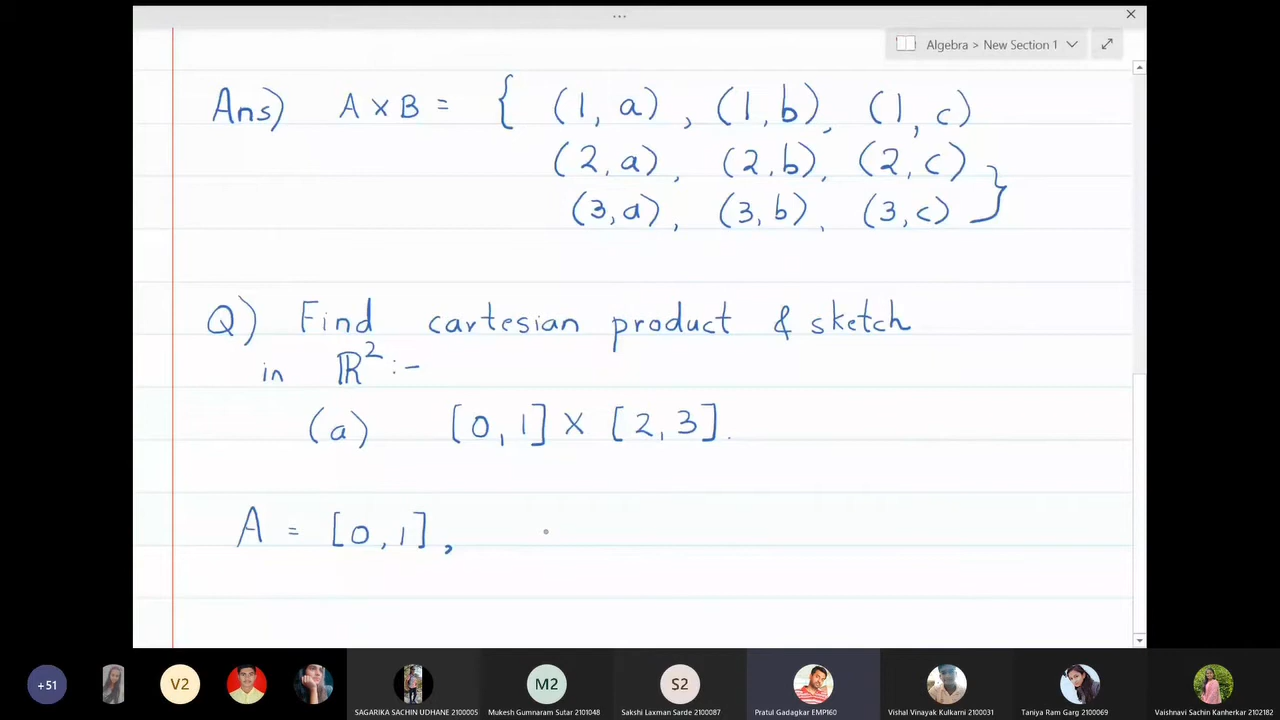 Algebra > New Section 1
Ans) A × B = { (1, a), (1, b), (1, c)
(2, a), (2, b), (2, c)
(3, a), (3, b), (3, c) }
Q) Find cartesian product & sketch
in ℝ² :-
(a) [0, 1] × [2, 3].
A = [0, 1],
+51
V2
M2
S2
SAGARIKA SACHIN UDHANE 2100005
Mukesh Gumnaram Sutar 2101048
Sakshi Laxman Sarde 2100087
Pratul Gadagkar EMP160
Vishal Vinayak Kulkarni 2100031
Taniya Ram Garg 2100069
Vaishnavi Sachin Kanherkar 2102182